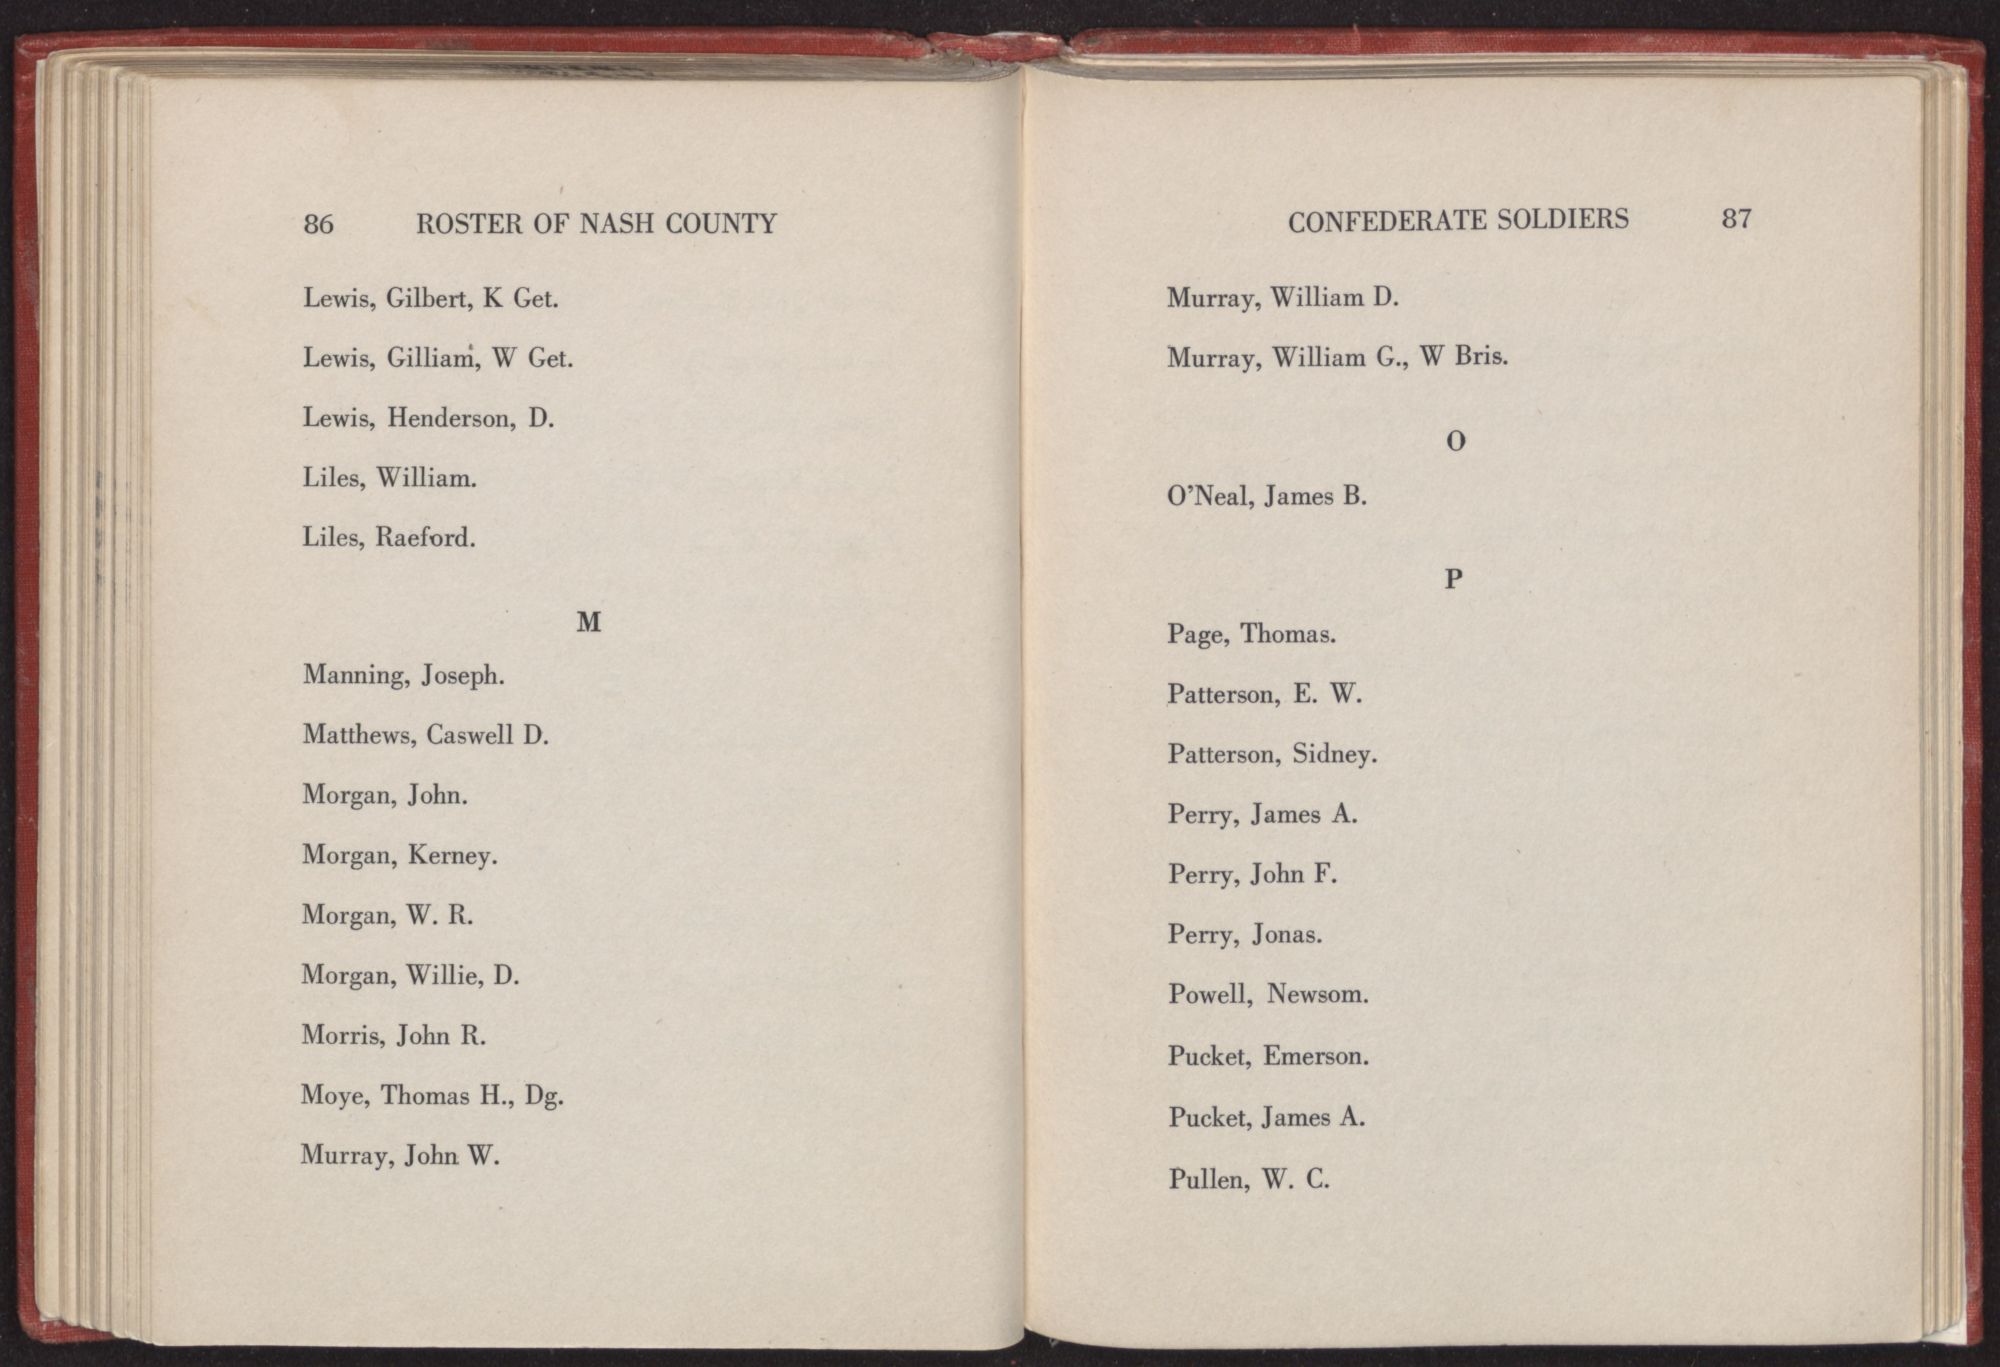 86 ROSTER OF NASH COUNTY
Lewis, Gilbert, K Get.
Lewis, Gilliam, W Get.
Lewis, Henderson, D.
Liles, William.
Liles, Raeford.
M
Manning, Joseph.
Matthews, Caswell D.
Morgan, John.
Morgan, Kerney.
Morgan, W. R.
Morgan, Willie, D.
Morris, John R.
Moye, Thomas H., Dg.
Murray, John W.
CONFEDERATE SOLDIERS 87
Murray, William D.
Murray, William G., W Bris.
O
O'Neal, James B.
P
Page, Thomas.
Patterson, E. W.
Patterson, Sidney.
Perry, James A.
Perry, John F.
Perry, Jonas.
Powell, Newsom.
Pucket, Emerson.
Pucket, James A.
Pullen, W. C.